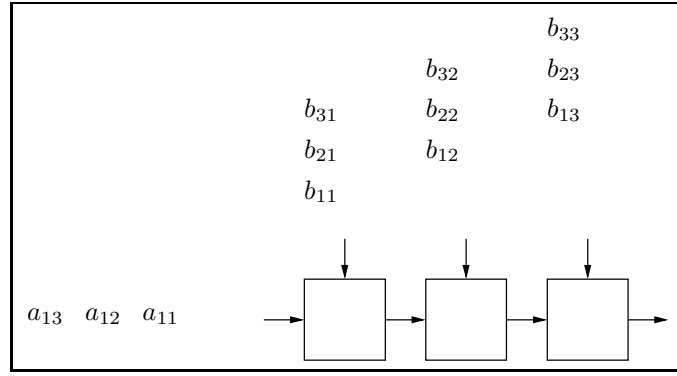 b₃₃
b₃₂ b₂₃
b₃₁ b₂₂ b₁₃
b₂₁ b₁₂
b₁₁
a₁₃ a₁₂ a₁₁